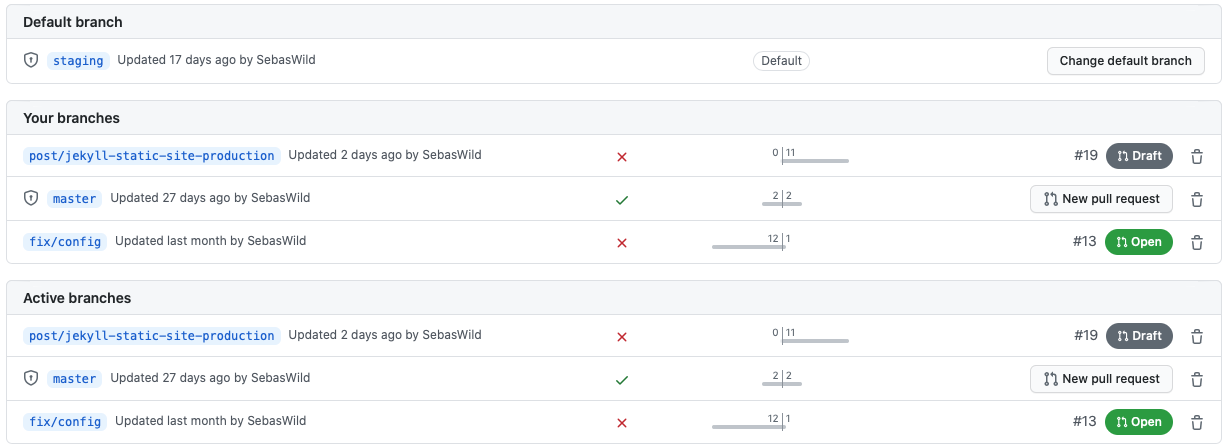 Default branch
staging Updated 17 days ago by SebasWild Default Change default branch
Your branches
post/jekyll-static-site-production Updated 2 days ago by SebasWild 0 11 #19 Draft
master Updated 27 days ago by SebasWild 2 2 New pull request
fix/config Updated last month by SebasWild 12 1 #13 Open
Active branches
post/jekyll-static-site-production Updated 2 days ago by SebasWild 0 11 #19 Draft
master Updated 27 days ago by SebasWild 2 2 New pull request
fix/config Updated last month by SebasWild 12 1 #13 Open